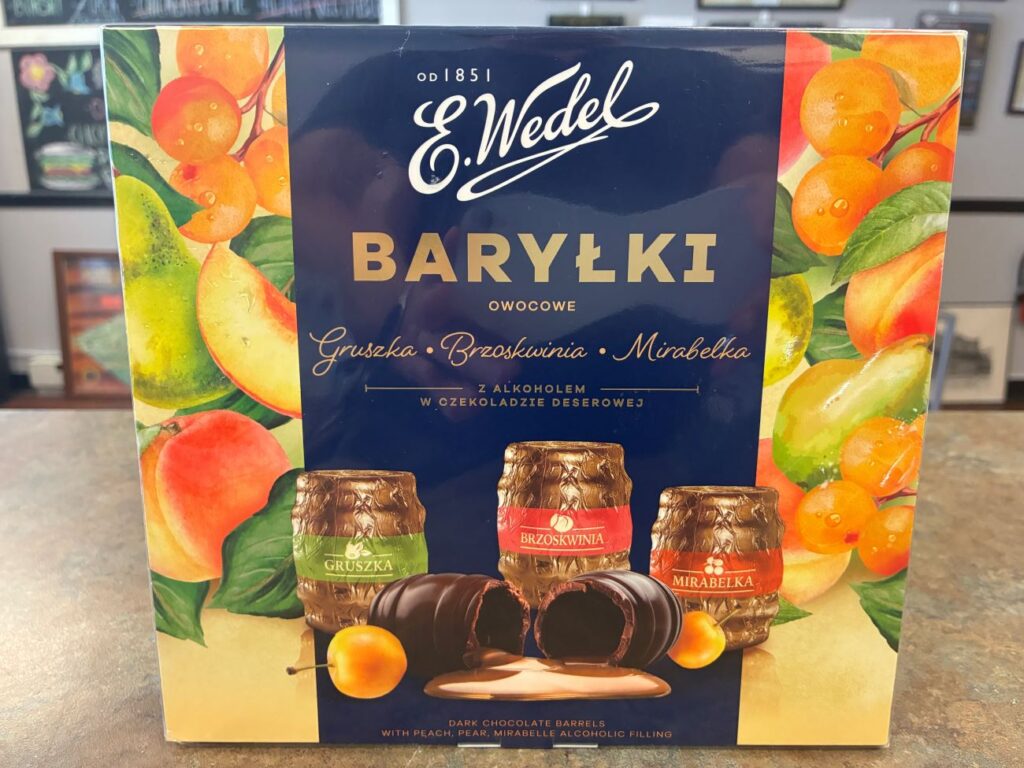 OD 1851
E.Wedel
BARYŁKI
OWOCOWE
Gruszka • Brzoskwinia • Mirabelka
Z ALKOHOLEM
W CZEKOLADZIE DESEROWEJ
BRZOSKWINIA
GRUSZKA
MIRABELKA
DARK CHOCOLATE BARRELS
WITH PEACH, PEAR, MIRABELLE ALCOHOLIC FILLING